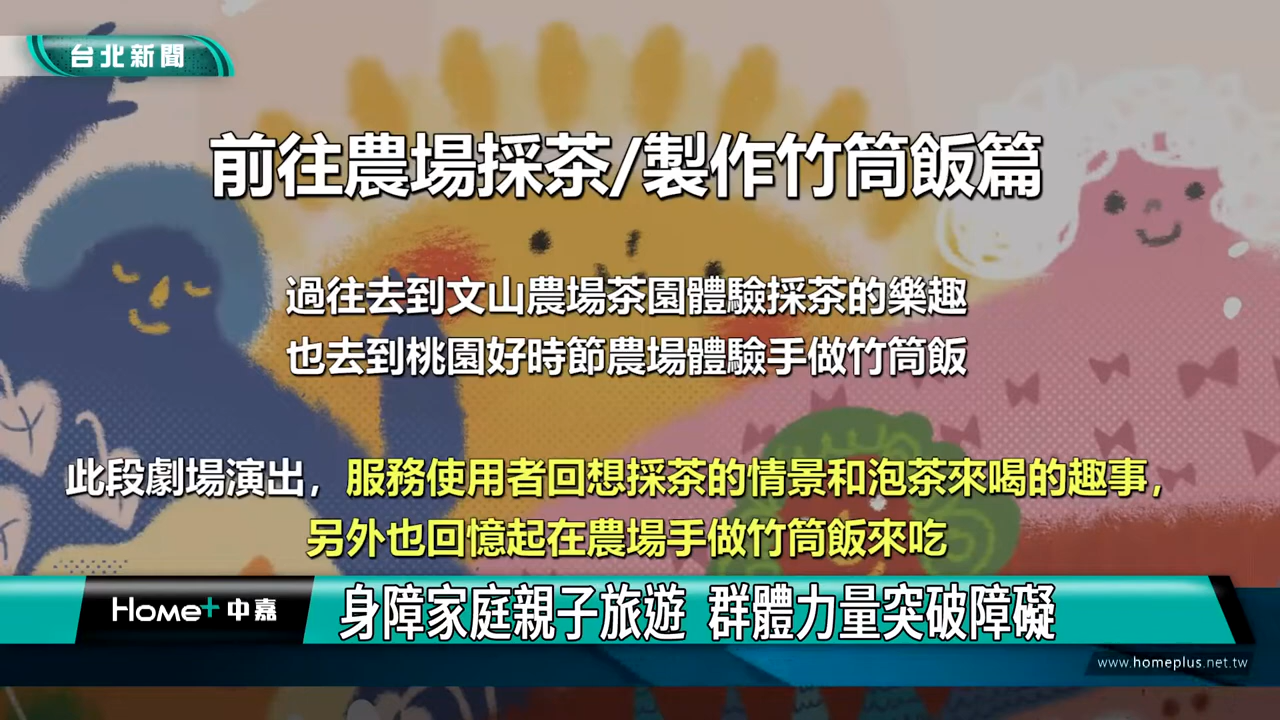 台北新聞
前往農場採茶/製作竹筒飯篇
過往去到文山農場茶園體驗採茶的樂趣
也去到桃園好時節農場體驗手做竹筒飯
此段劇場演出，服務使用者回想採茶的情景和泡茶來喝的趣事，
另外也回憶起在農場手做竹筒飯來吃
Home+中嘉
身障家庭親子旅遊 群體力量突破障礙
www.homeplus.net.tw